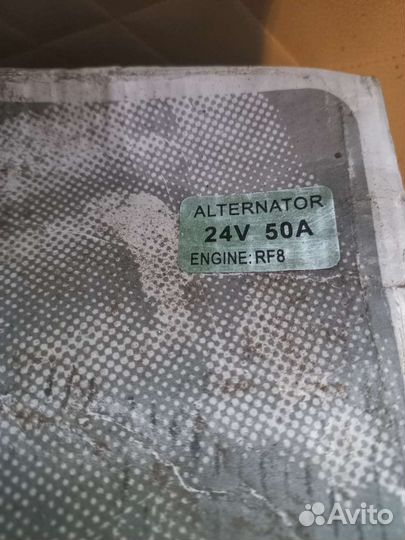 ALTERNATOR
24V 50A
ENGINE: RF8
Avito